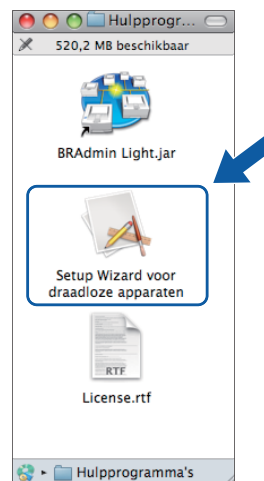 Hulpprogr...
520,2 MB beschikbaar
BRAdmin Light.jar
Setup Wizard voor
draadloze apparaten
RTF
License.rtf
Hulpprogramma's